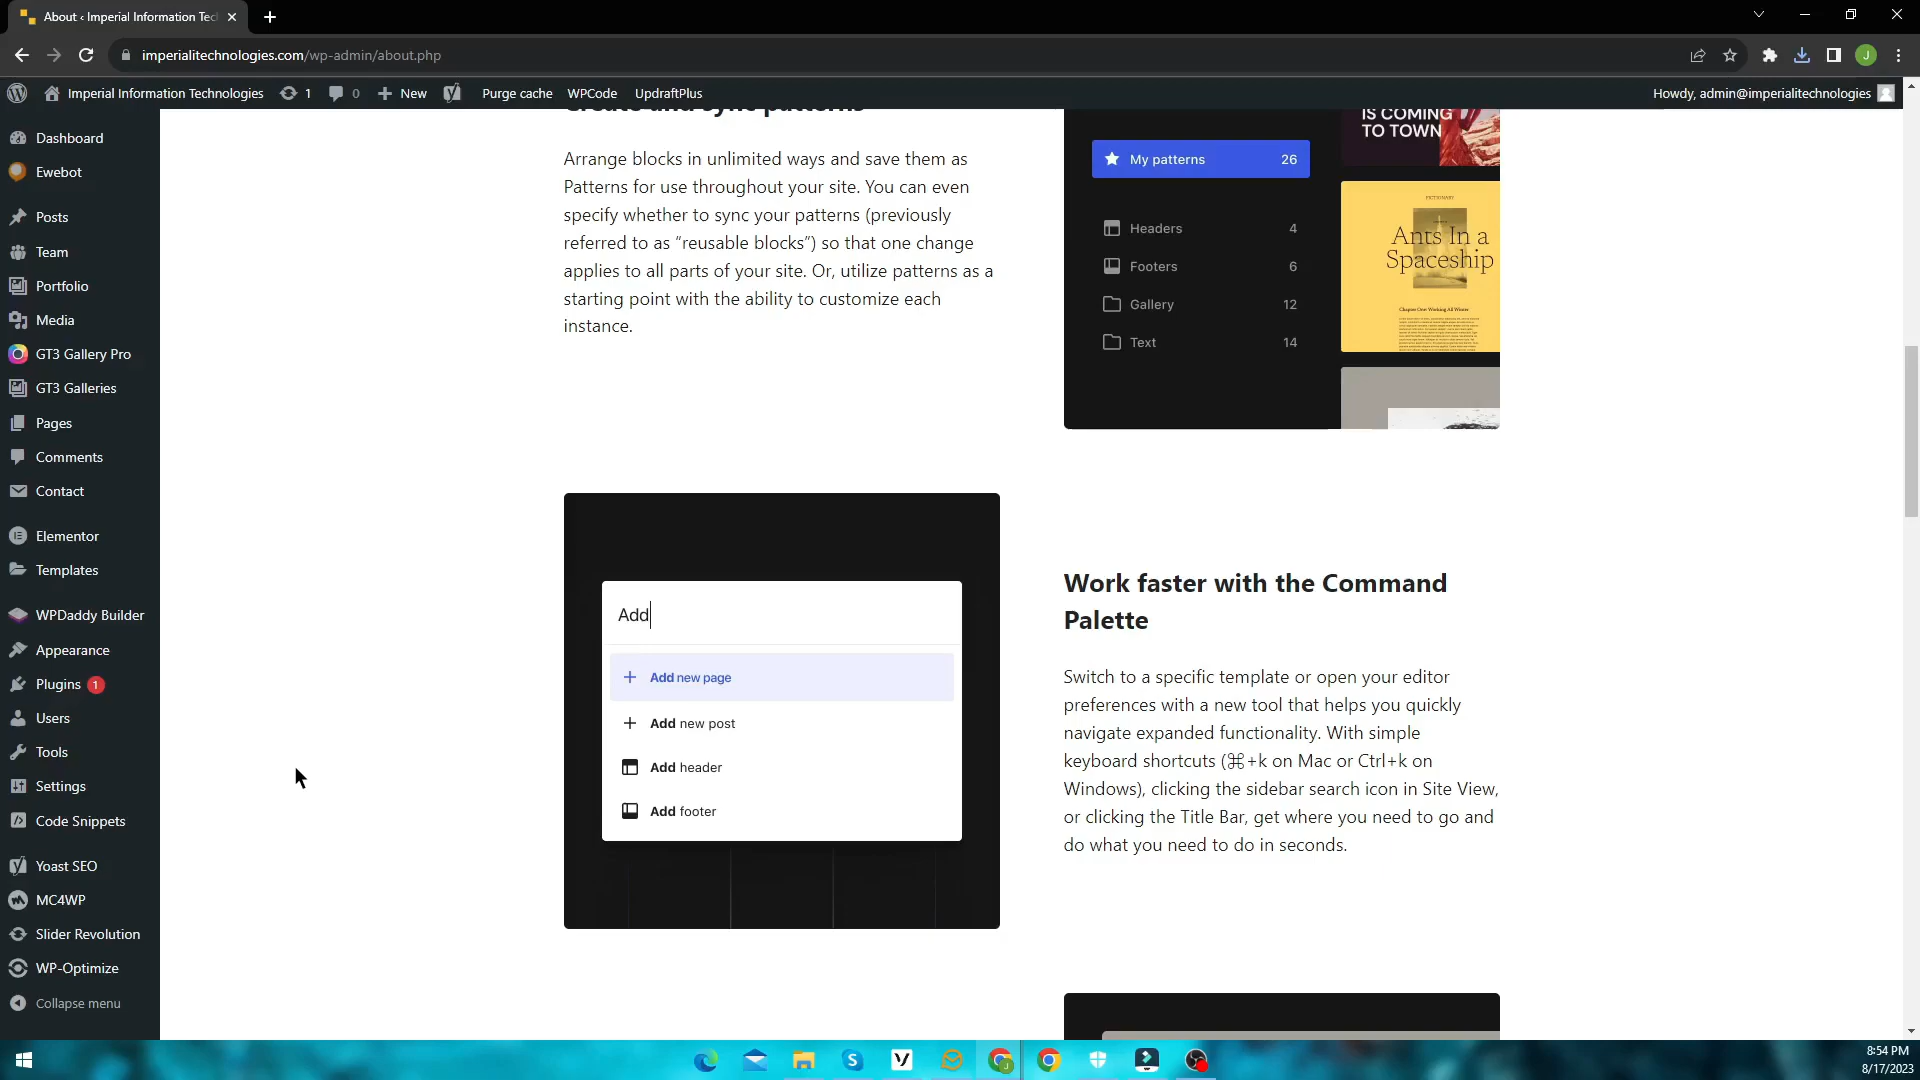 About ‹ Imperial Information Tec
imperialitechnologies.com/wp-admin/about.php
J
Imperial Information Technologies
1
0
New
Purge cache
WPCode
UpdraftPlus
Howdy, admin@imperialitechnologies
Dashboard
Ewebot
Posts
Team
Portfolio
Media
GT3 Gallery Pro
GT3 Galleries
Pages
Comments
Contact
Elementor
Templates
WPDaddy Builder
Appearance
Plugins 1
Users
Tools
Settings
Code Snippets
Yoast SEO
MC4WP
Slider Revolution
WP-Optimize
Collapse menu
Create and sync patterns
Arrange blocks in unlimited ways and save them as
Patterns for use throughout your site. You can even
specify whether to sync your patterns (previously
referred to as “reusable blocks”) so that one change
applies to all parts of your site. Or, utilize patterns as a
starting point with the ability to customize each
instance.
My patterns 26
Headers 4
Footers 6
Gallery 12
Text 14
IS COMING
TO TOWN
FICTIONARY
Ants In a
Spaceship
Chapter One: Working All Winter
Add
Add new page
Add new post
Add header
Add footer
Work faster with the Command
Palette
Switch to a specific template or open your editor
preferences with a new tool that helps you quickly
navigate expanded functionality. With simple
keyboard shortcuts (⌘+k on Mac or Ctrl+k on
Windows), clicking the sidebar search icon in Site View,
or clicking the Title Bar, get where you need to go and
do what you need to do in seconds.
8:54 PM
8/17/2023